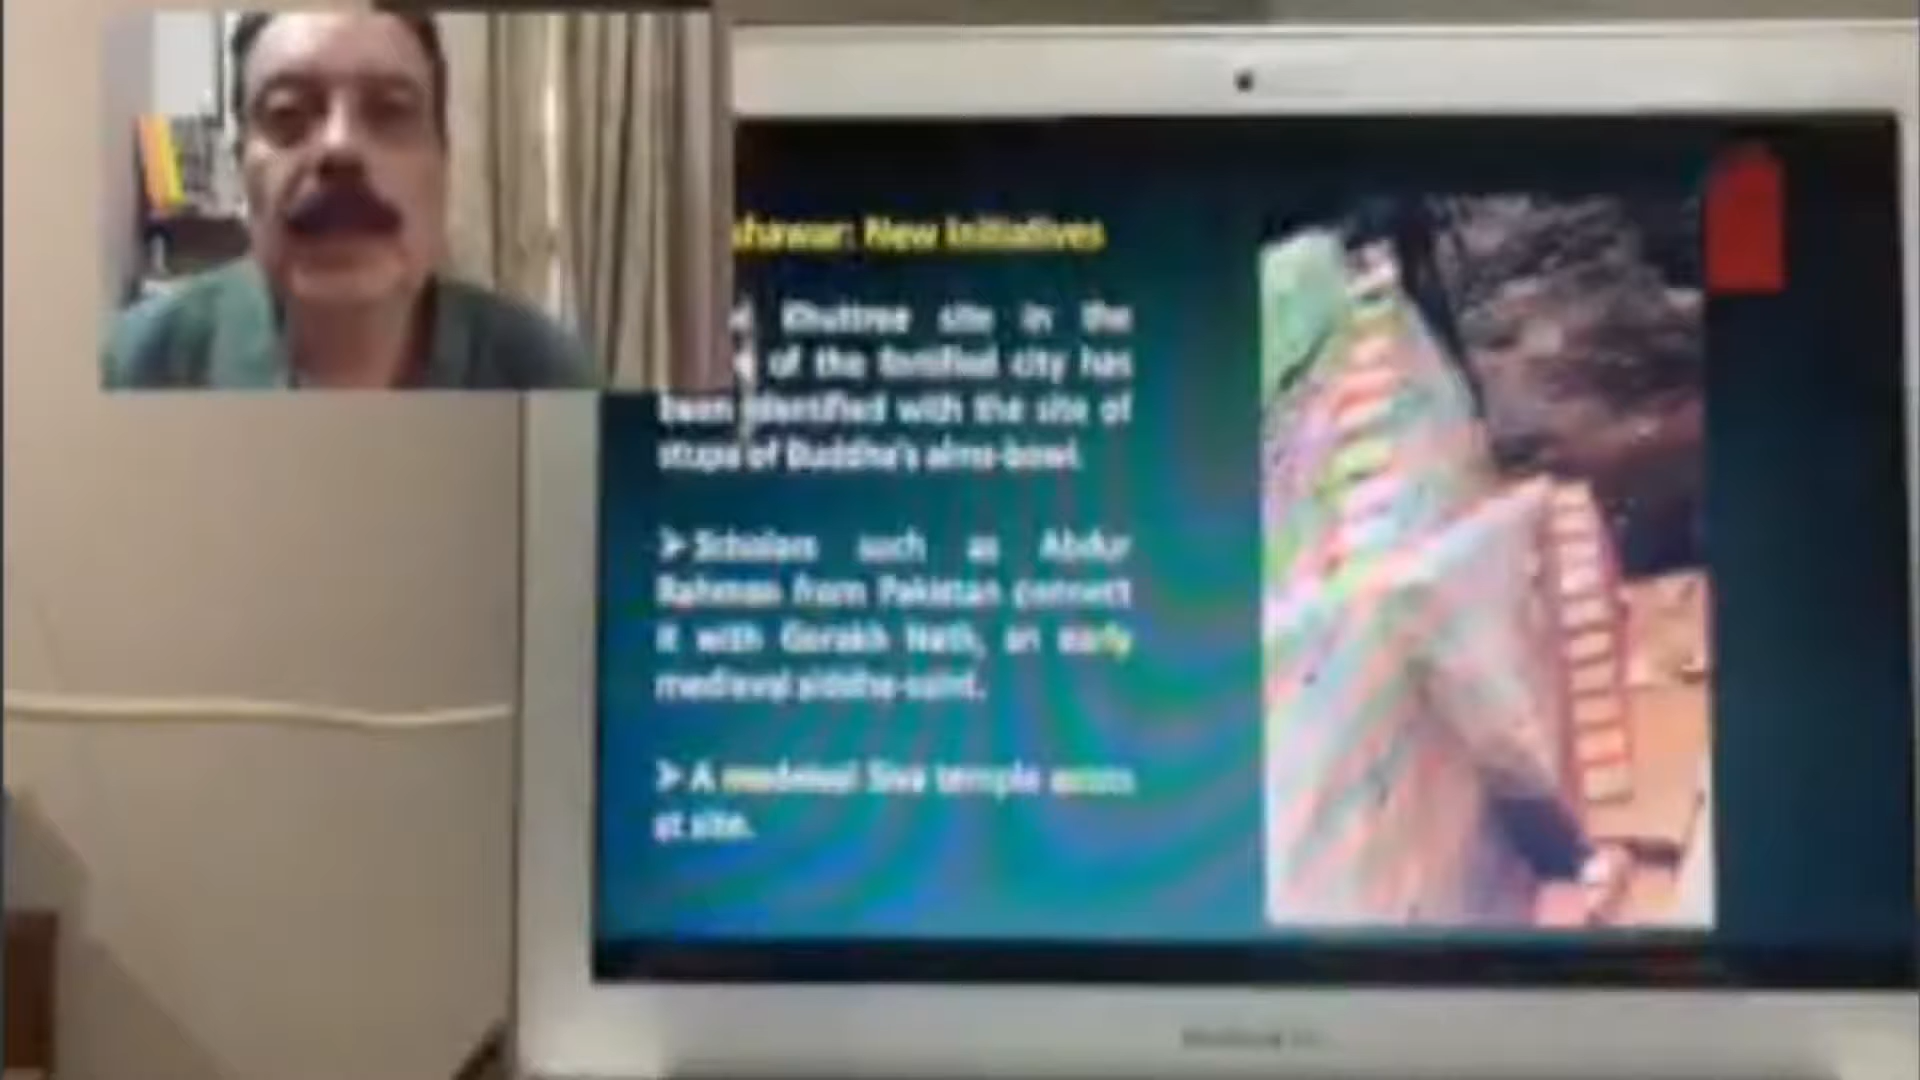 shawar: New Initiatives
Khuttree site in the
of the fortified city has
been identified with the site of
stupa of Buddha's alms-bowl.
➤ Scholars such as Abdur
Rahman from Pakistan connect
it with Gorakh Nath, an early
medieval siddha-saint.
➤ A medieval Siva temple exists
at site.